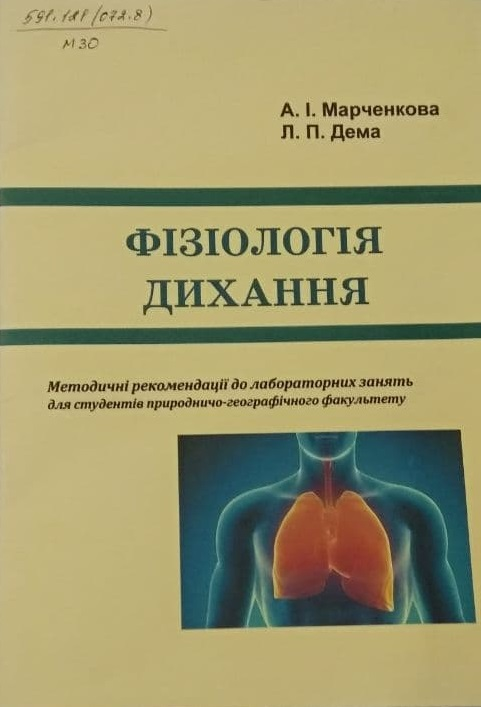 591.128(072.8)
М30
А. І. Марченкова
Л. П. Дема
ФІЗІОЛОГІЯ
ДИХАННЯ
Методичні рекомендації до лабораторних занять
для студентів природничо-географічного факультету